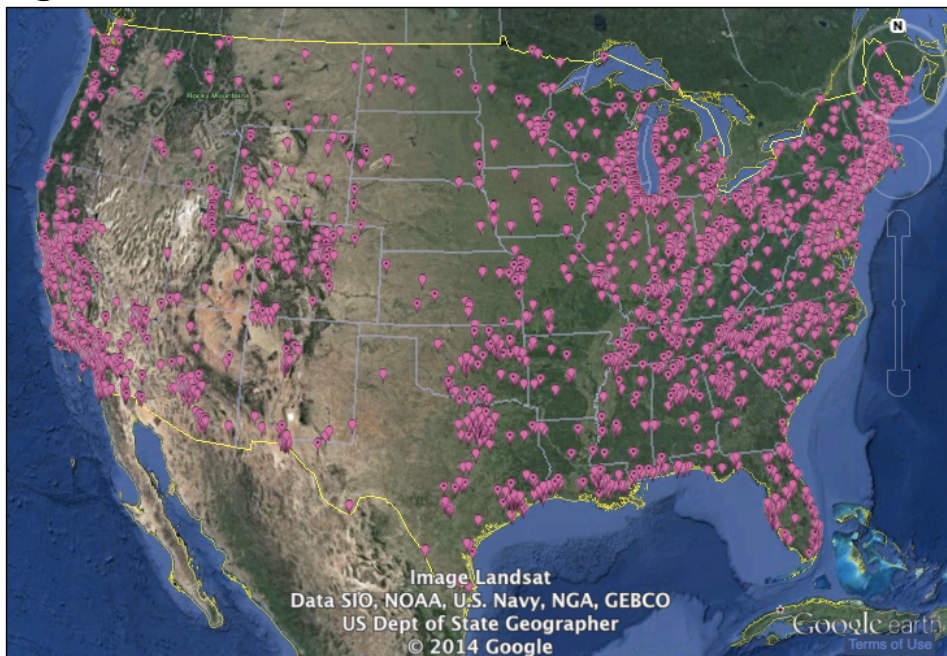 N
Rocky Mountains
Image Landsat
Data SIO, NOAA, U.S. Navy, NGA, GEBCO
US Dept of State Geographer
© 2014 Google
Google earth
Terms of Use